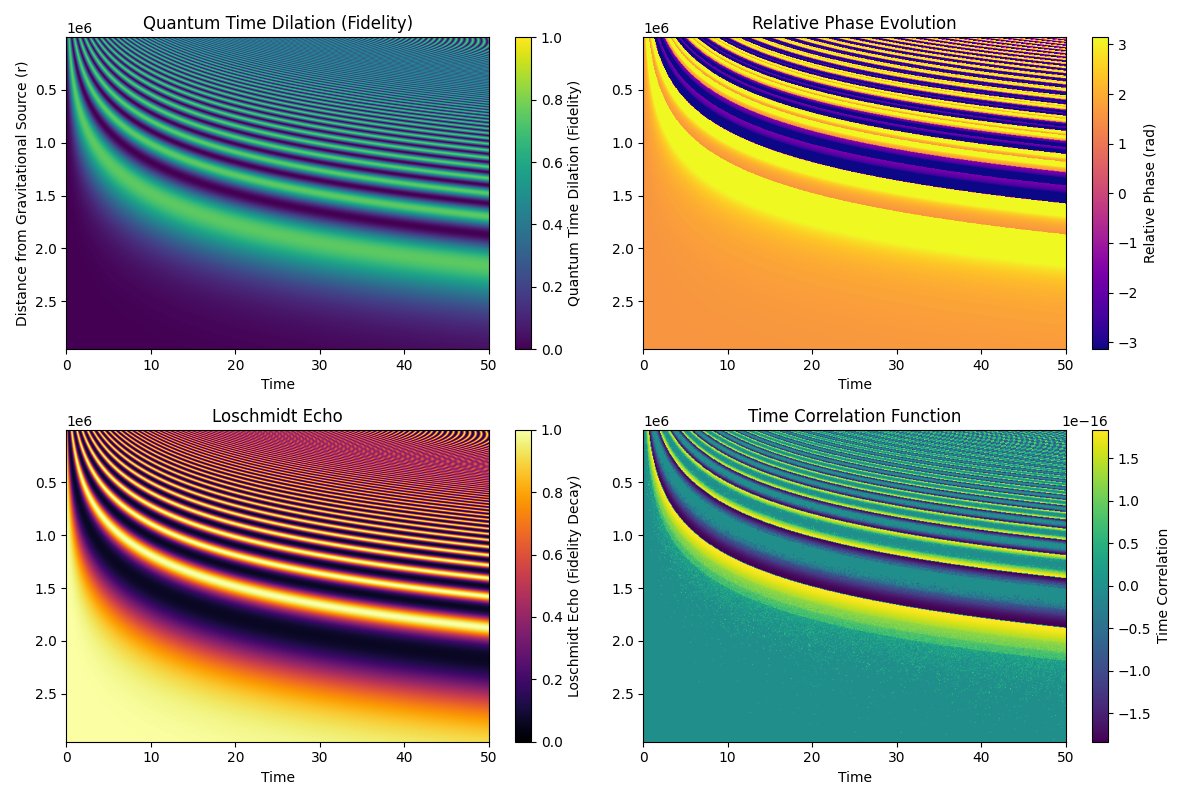 Quantum Time Dilation (Fidelity)
1e6
0.5
1.0
1.5
2.0
2.5
0 10 20 30 40 50
Time
Distance from Gravitational Source (r)
1.0
0.8
0.6
0.4
0.2
0.0
Quantum Time Dilation (Fidelity)
Relative Phase Evolution
1e6
0.5
1.0
1.5
2.0
2.5
0 10 20 30 40 50
Time
3
2
1
0
−1
−2
−3
Relative Phase (rad)
Loschmidt Echo
1e6
0.5
1.0
1.5
2.0
2.5
0 10 20 30 40 50
Time
1.0
0.8
0.6
0.4
0.2
0.0
Loschmidt Echo (Fidelity Decay)
Time Correlation Function
1e6
0.5
1.0
1.5
2.0
2.5
0 10 20 30 40 50
Time
1e−16
1.5
1.0
0.5
0.0
−0.5
−1.0
−1.5
Time Correlation